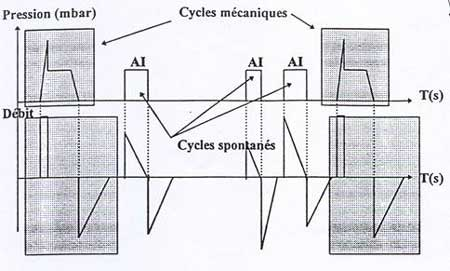 Pression (mbar)
Cycles mécaniques
AI
AI
AI
T(s)
Débit
Cycles spontanés
T(s)